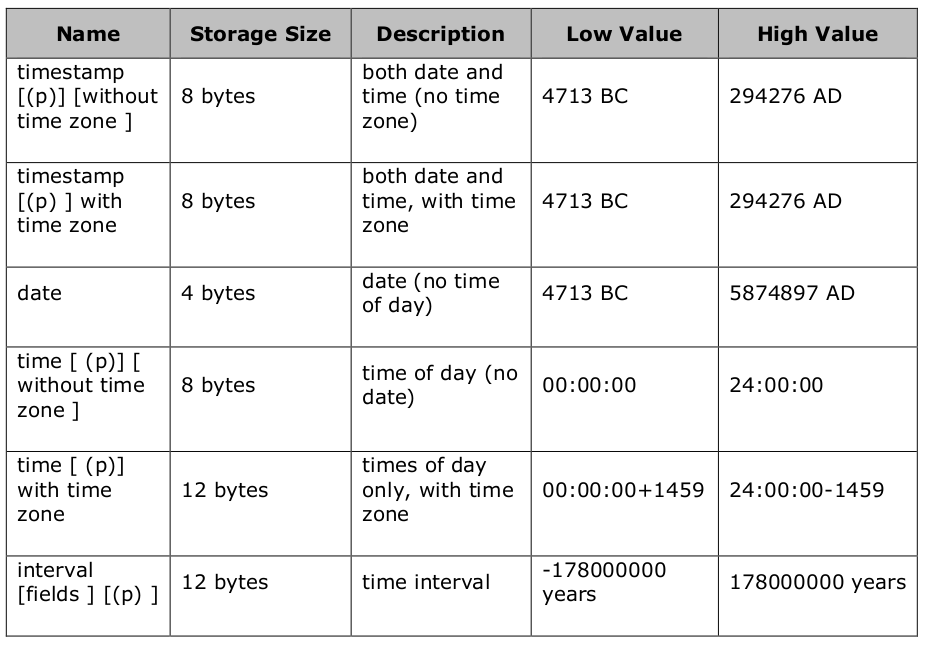 Name Storage Size Description Low Value High Value
timestamp
[(p)] [without
time zone ]
8 bytes
both date and
time (no time
zone)
4713 BC
294276 AD
timestamp
[(p) ] with
time zone
8 bytes
both date and
time, with time
zone
4713 BC
294276 AD
date
4 bytes
date (no time
of day)
4713 BC
5874897 AD
time [ (p)] [
without time
zone ]
8 bytes
time of day (no
date)
00:00:00
24:00:00
time [ (p)]
with time
zone
12 bytes
times of day
only, with time
zone
00:00:00+1459
24:00:00-1459
interval
[fields ] [(p) ]
12 bytes
time interval
-178000000
years
178000000 years